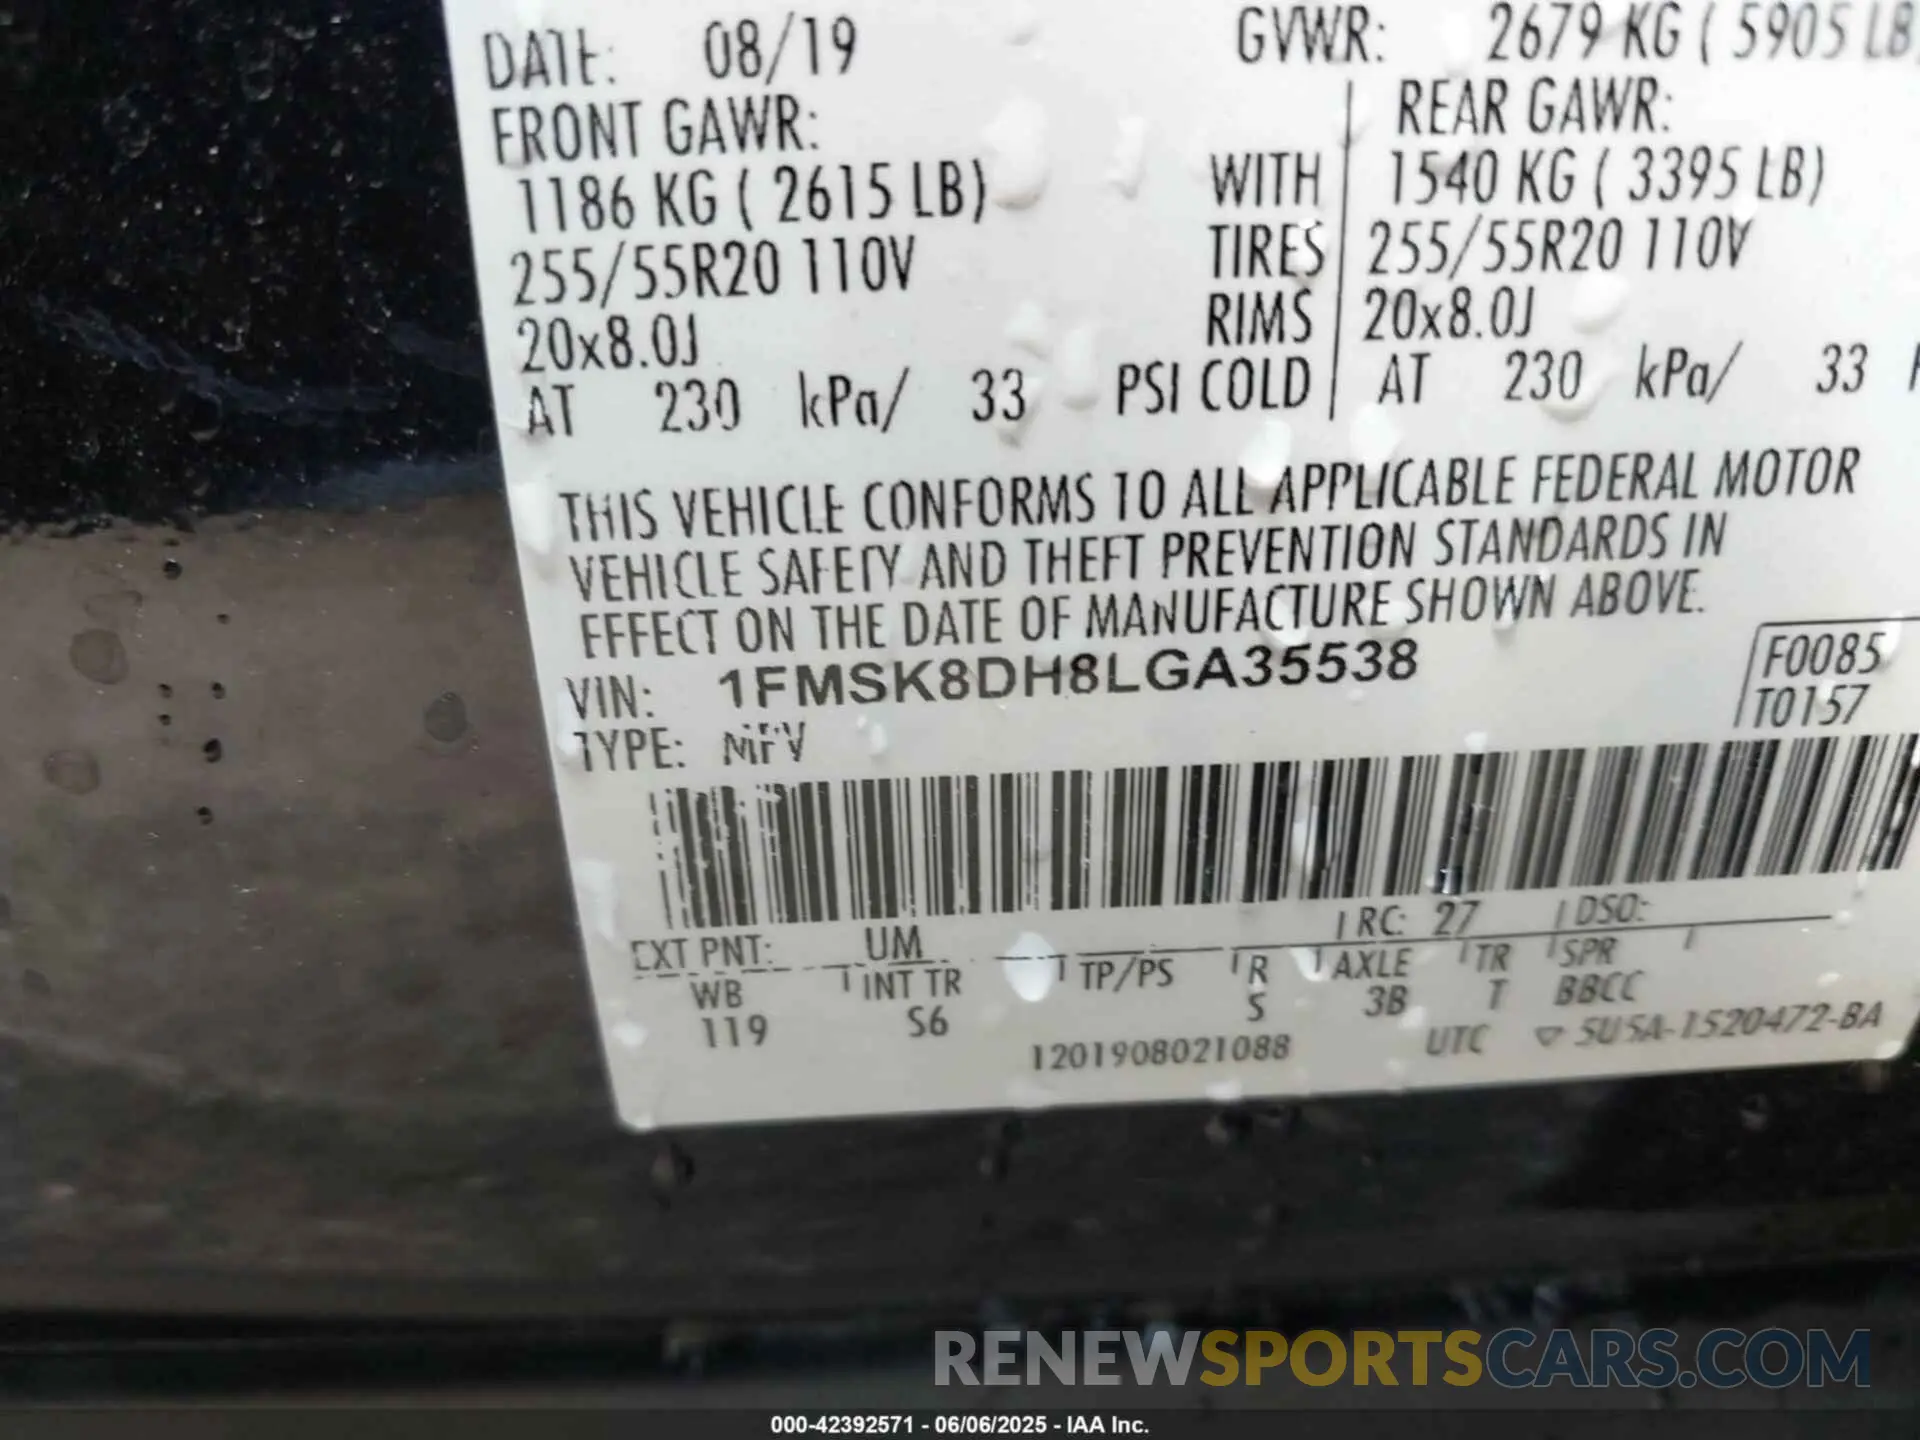 DATE: 08/19 GVWR: 2679 KG ( 5905 LB
FRONT GAWR: REAR GAWR:
1186 KG ( 2615 LB) WITH 1540 KG ( 3395 LB)
255/55R20 110V TIRES 255/55R20 110V
20x8.0J RIMS 20x8.0J
AT 230 kPa/ 33 PSI COLD AT 230 kPa/ 33
THIS VEHICLE CONFORMS TO ALL APPLICABLE FEDERAL MOTOR
VEHICLE SAFETY AND THEFT PREVENTION STANDARDS IN
EFFECT ON THE DATE OF MANUFACTURE SHOWN ABOVE.
VIN: 1FMSK8DH8LGA35538 F0085
TYPE: MPV T0157
EXT PNT: UM RC: 27 DSO:
WB INT TR TP/PS R AXLE TR SPR
119 S6 S 3B T BBCC
1201908021088 UTC ▽ 5U5A-1520472-BA
RENEWSPORTSCARS.COM
000-42392571 - 06/06/2025 - IAA Inc.